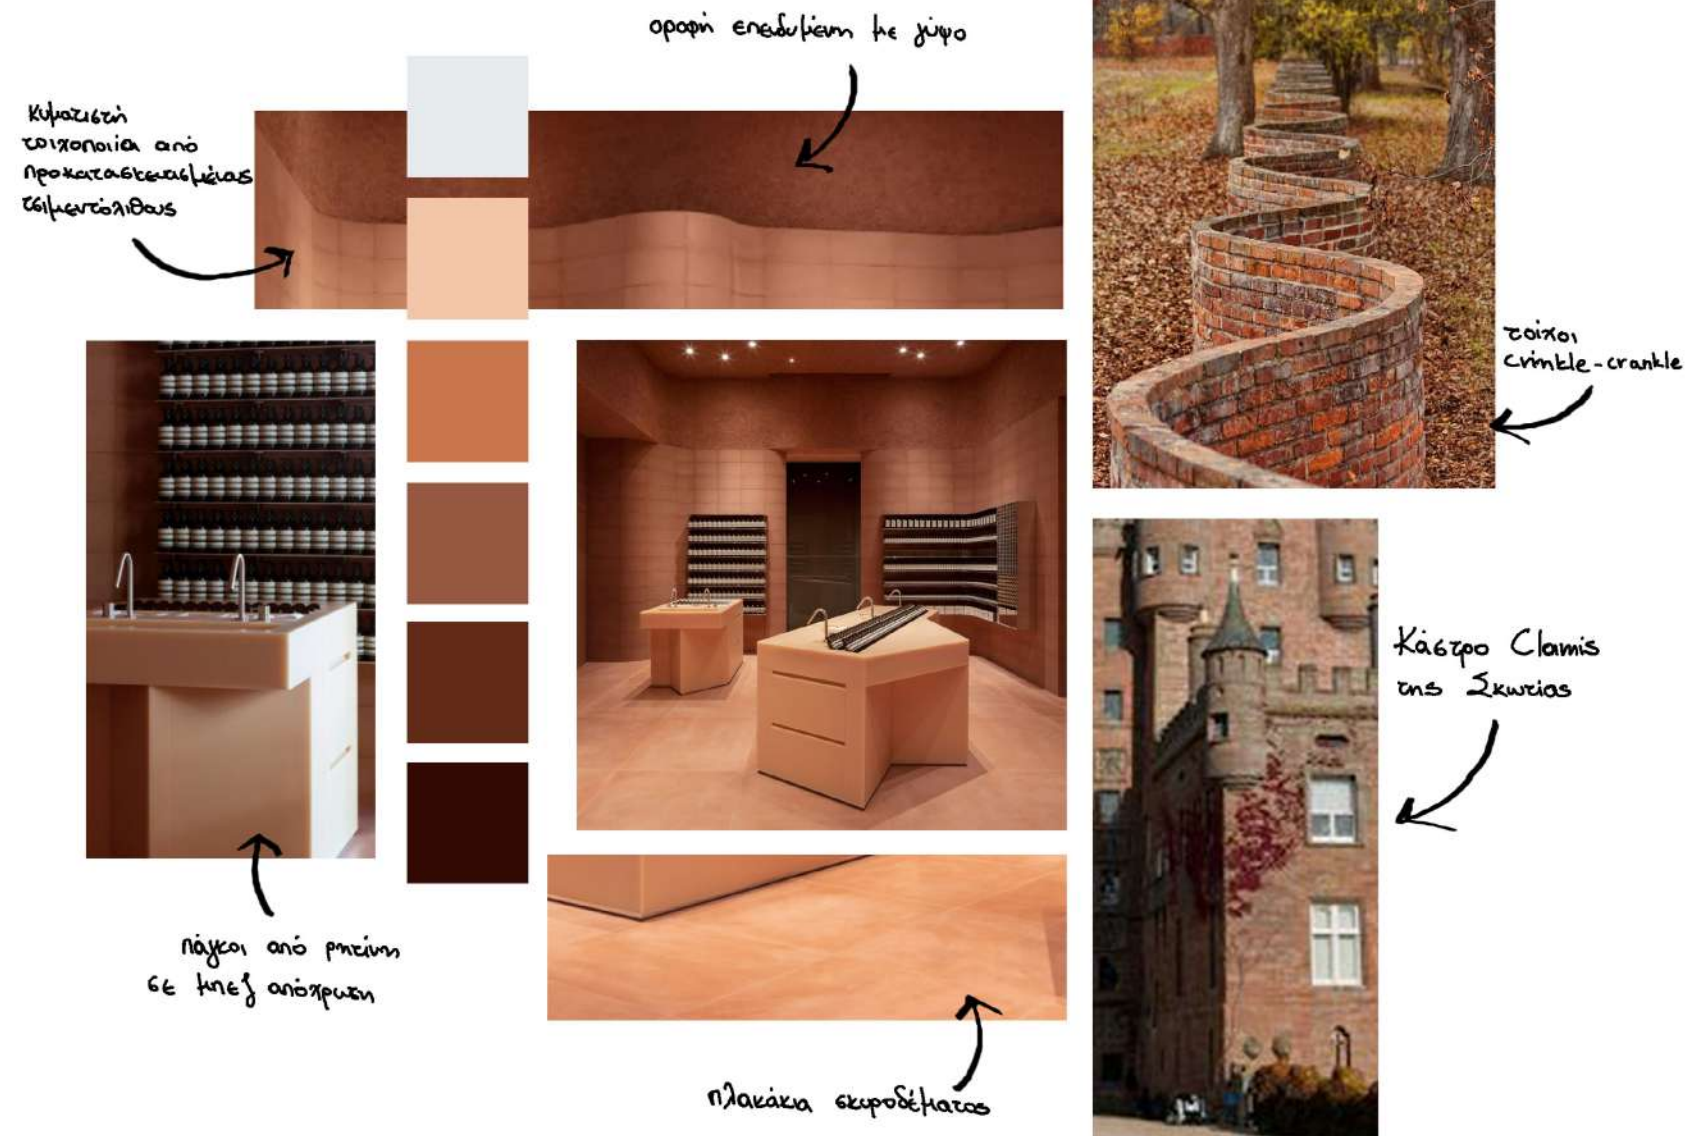 οροφή επενδυμένη με γύψο
κυματιστή
τοιχοποιία από
προκατασκευασμένους
τσιμεντόλιθους
τοίχοι
crinkle-crankle
Κάστρο Glamis
της Σκωτίας
πάγκοι από ρητίνη
σε μπεζ απόχρωση
πλακάκια σκυροδέματος